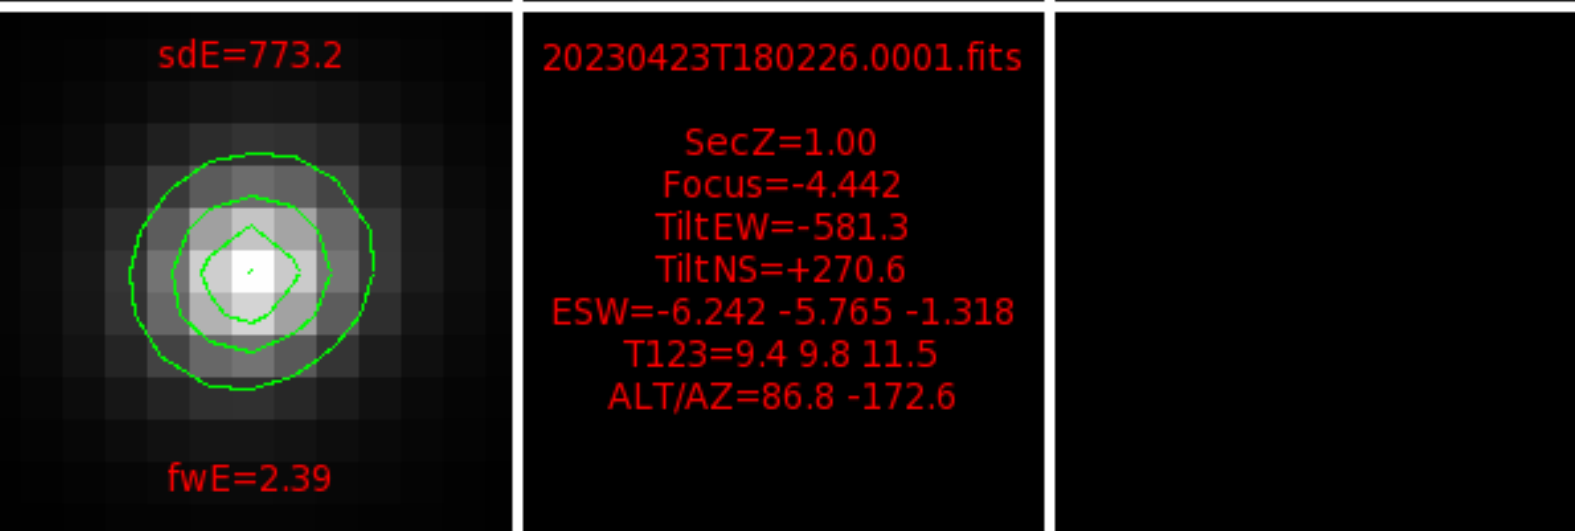 sdE=773.2
fwE=2.39
20230423T180226.0001.fits
SecZ=1.00
Focus=-4.442
TiltEW=-581.3
TiltNS=+270.6
ESW=-6.242 -5.765 -1.318
T123=9.4 9.8 11.5
ALT/AZ=86.8 -172.6